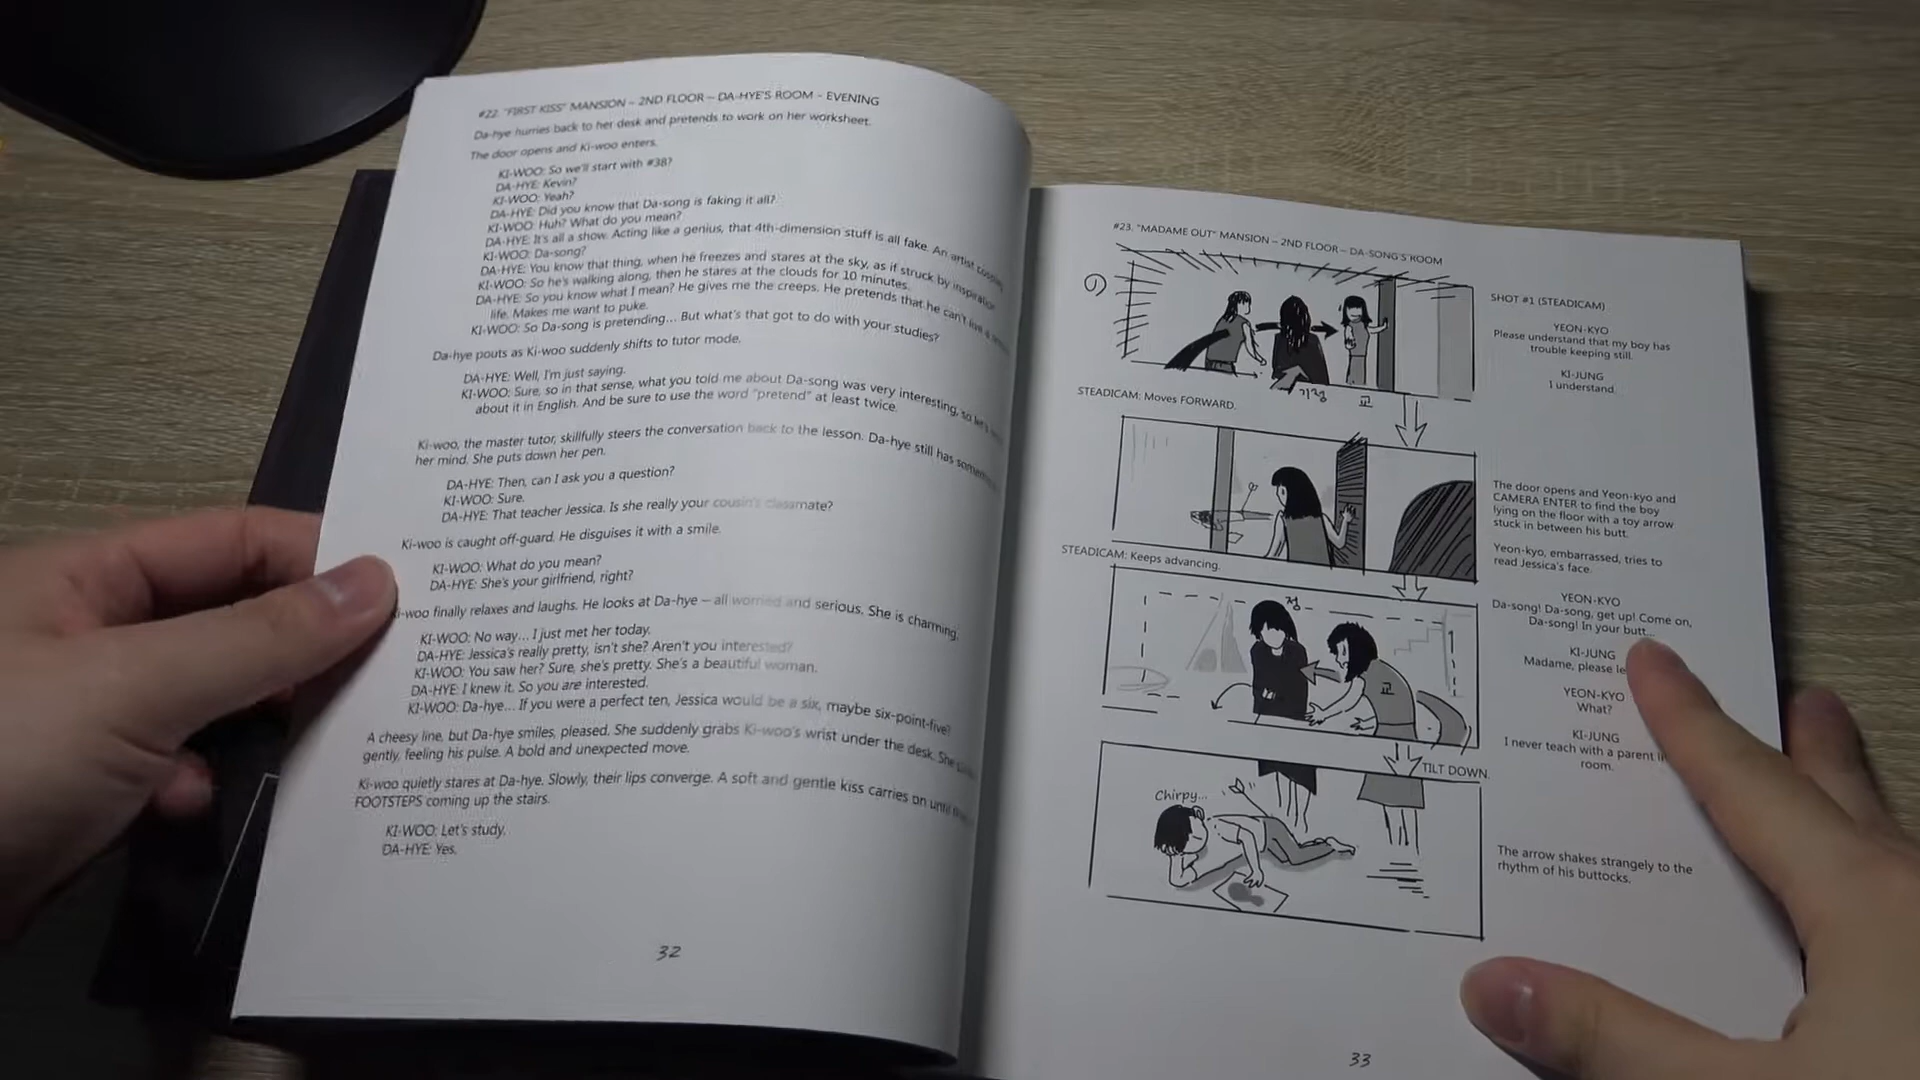 #22. "FIRST KISS" MANSION – 2ND FLOOR – DA-HYE'S ROOM - EVENING
Da-hye hurries back to her desk and pretends to work on her worksheet.
The door opens and Ki-woo enters.
KI-WOO: So we'll start with #38?
DA-HYE: Kevin?
KI-WOO: Yeah?
DA-HYE: Did you know that Da-song is faking it all?
KI-WOO: Huh? What do you mean?
DA-HYE: It's all a show. Acting like a genius, that 4th-dimension stuff is all fake. An artist
KI-WOO: Da-song?
DA-HYE: You know that thing, when he freezes and stares at the sky, as if struck by inspiration
KI-WOO: So he's walking along, then he stares at the clouds for 10 minutes.
DA-HYE: So you know what I mean? He gives me the creeps. He pretends that he can't live a
life. Makes me want to puke.
KI-WOO: So Da-song is pretending... But what's that got to do with your studies?
Da-hye pouts as Ki-woo suddenly shifts to tutor mode.
DA-HYE: Well, I'm just saying.
KI-WOO: Sure, so in that sense, what you told me about Da-song was very interesting, so let's
about it in English. And be sure to use the word "pretend" at least twice.
Ki-woo, the master tutor, skillfully steers the conversation back to the lesson. Da-hye still has
her mind. She puts down her pen.
DA-HYE: Then, can I ask you a question?
KI-WOO: Sure.
DA-HYE: That teacher Jessica. Is she really your cousin's classmate?
Ki-woo is caught off-guard. He disguises it with a smile.
KI-WOO: What do you mean?
DA-HYE: She's your girlfriend, right?
Ki-woo finally relaxes and laughs. He looks at Da-hye – all worried and serious. She is charming.
KI-WOO: No way... I just met her today.
DA-HYE: Jessica's really pretty, isn't she? Aren't you interested?
KI-WOO: You saw her? Sure, she's pretty. She's a beautiful woman.
DA-HYE: I knew it. So you are interested.
KI-WOO: Da-hye... If you were a perfect ten, Jessica would be a six, maybe six-point-five?
A cheesy line, but Da-hye smiles, pleased. She suddenly grabs Ki-woo's wrist under the desk. She
gently, feeling his pulse. A bold and unexpected move.
Ki-woo quietly stares at Da-hye. Slowly, their lips converge. A soft and gentle kiss carries on until
FOOTSTEPS coming up the stairs.
KI-WOO: Let's study.
DA-HYE: Yes.
32
#23. "MADAME OUT" MANSION – 2ND FLOOR – DA-SONG'S ROOM
SHOT #1 (STEADICAM)
YEON-KYO
Please understand that my boy has
trouble keeping still.
KI-JUNG
I understand.
기정
교
STEADICAM: Moves FORWARD.
The door opens and Yeon-kyo and
CAMERA ENTER to find the boy
lying on the floor with a toy arrow
stuck in between his butt.
Yeon-kyo, embarrassed, tries to
read Jessica's face.
STEADICAM: Keeps advancing.
정
교
YEON-KYO
Da-song! Da-song, get up! Come on,
Da-song! In your butt...
KI-JUNG
Madame, please
YEON-KYO
What?
KI-JUNG
I never teach with a parent
room.
TILT DOWN.
Chirpy...
The arrow shakes strangely to the
rhythm of his buttocks.
33